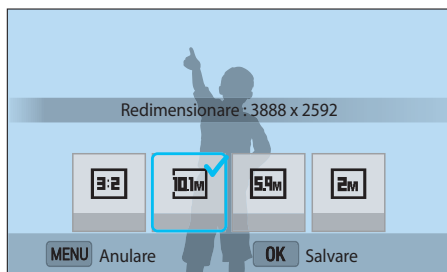 Redimensionare : 3888 x 2592
3:2 10.1M 5.9M 2M
MENU Anulare OK Salvare